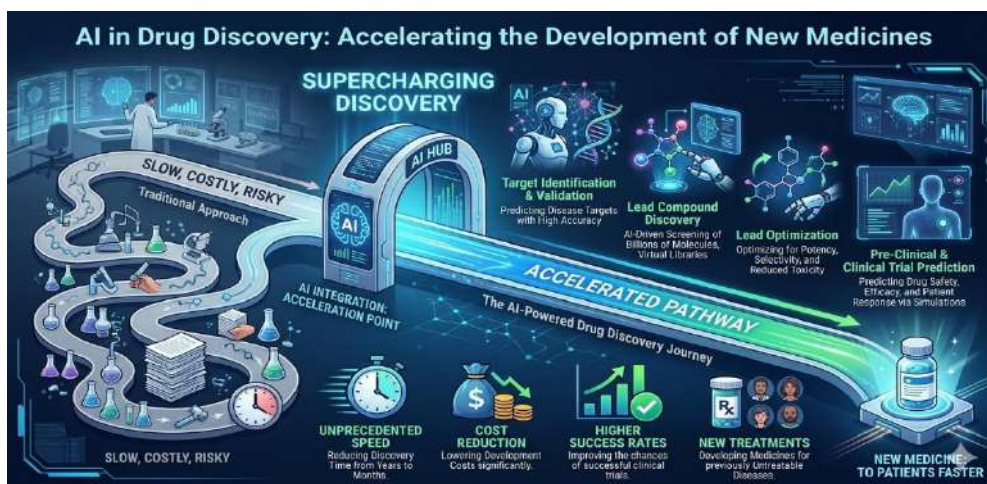 AI in Drug Discovery: Accelerating the Development of New Medicines
SUPERCHARGING
DISCOVERY
SLOW, COSTLY, RISKY
Traditional Approach
AI HUB
AI
AI INTEGRATION:
ACCELERATION POINT
AI
Target Identification
& Validation
Predicting Disease Targets
with High Accuracy
Lead Compound
Discovery
AI-Driven Screening of
Billions of Molecules,
Virtual Libraries
Lead Optimization
Optimizing for Potency,
Selectivity, and
Reduced Toxicity
Pre-Clinical &
Clinical Trial Prediction
Predicting Drug Safety,
Efficacy, and Patient
Response via Simulations
ACCELERATED PATHWAY
The AI-Powered Drug Discovery Journey
SLOW, COSTLY, RISKY
UNPRECEDENTED
SPEED
Reducing Discovery
Time from Years to
Months.
$
COST
REDUCTION
Lowering Development
Costs significantly.
HIGHER
SUCCESS RATES
Improving the chances
of successful clinical
trials.
Rx
NEW TREATMENTS
Developing Medicines for
previously Untreatable
Diseases.
NEW MEDICINE:
TO PATIENTS FASTER